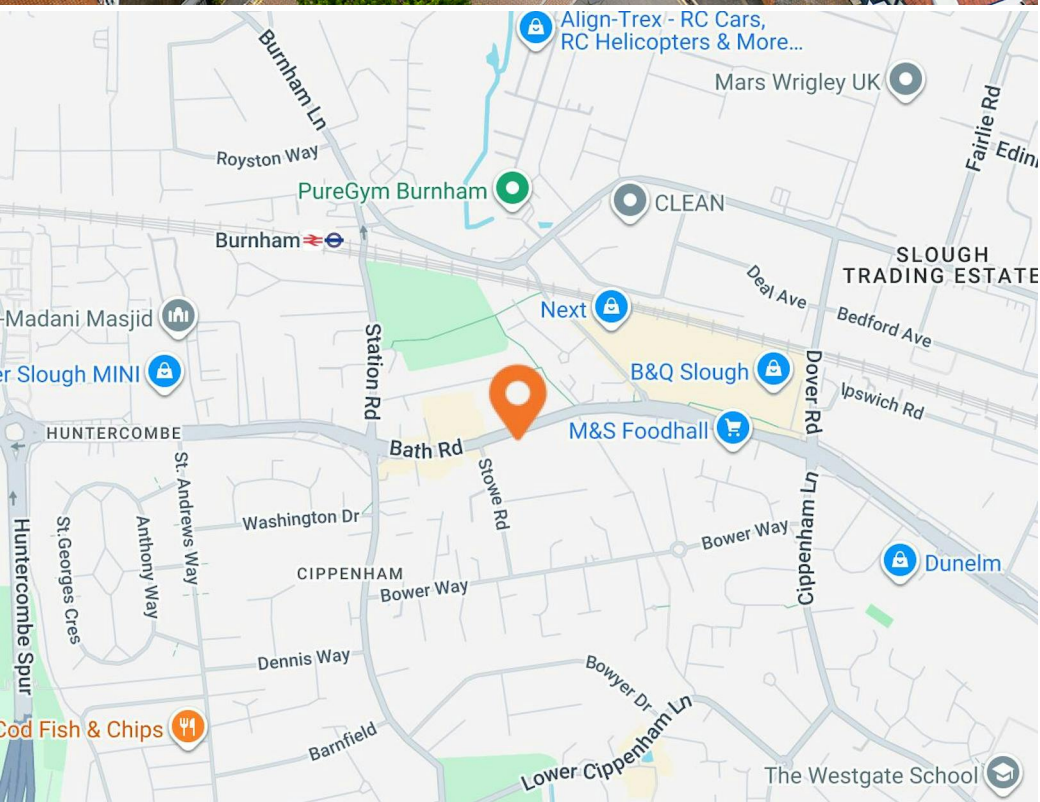 Align-Trex - RC Cars,
RC Helicopters & More...
Burnham Ln
Mars Wrigley UK
Fairlie Rd
Royston Way
PureGym Burnham
CLEAN
Burnham
SLOUGH
TRADING ESTATE
Deal Ave
-Madani Masjid
Next
Bedford Ave
Station Rd
er Slough MINI
B&Q Slough
Dover Rd
Ipswich Rd
HUNTERCOMBE
Bath Rd
M&S Foodhall
St. Andrews Way
Stowe Rd
Washington Dr
Cippenham Ln
Huntercombe Spur
St.Georges Cres
Anthony Way
Bower Way
CIPPENHAM
Bower Way
Dunelm
Dennis Way
Bowyer Dr
Cod Fish & Chips
Barnfield
Lower Cippenham Ln
The Westgate School